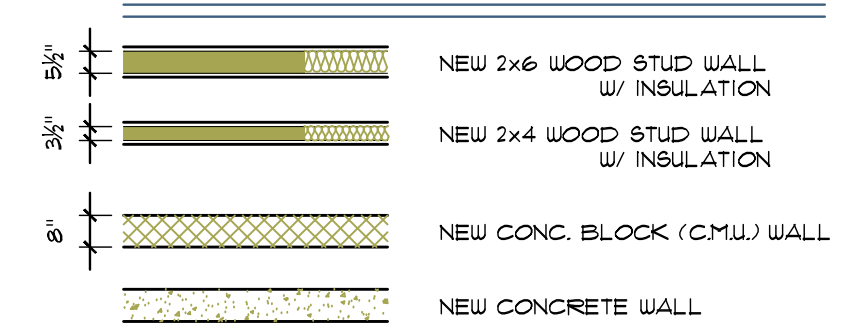 5½"
NEW 2x6 WOOD STUD WALL
W/ INSULATION
3½"
NEW 2x4 WOOD STUD WALL
W/ INSULATION
8"
NEW CONC. BLOCK (C.M.U.) WALL
NEW CONCRETE WALL